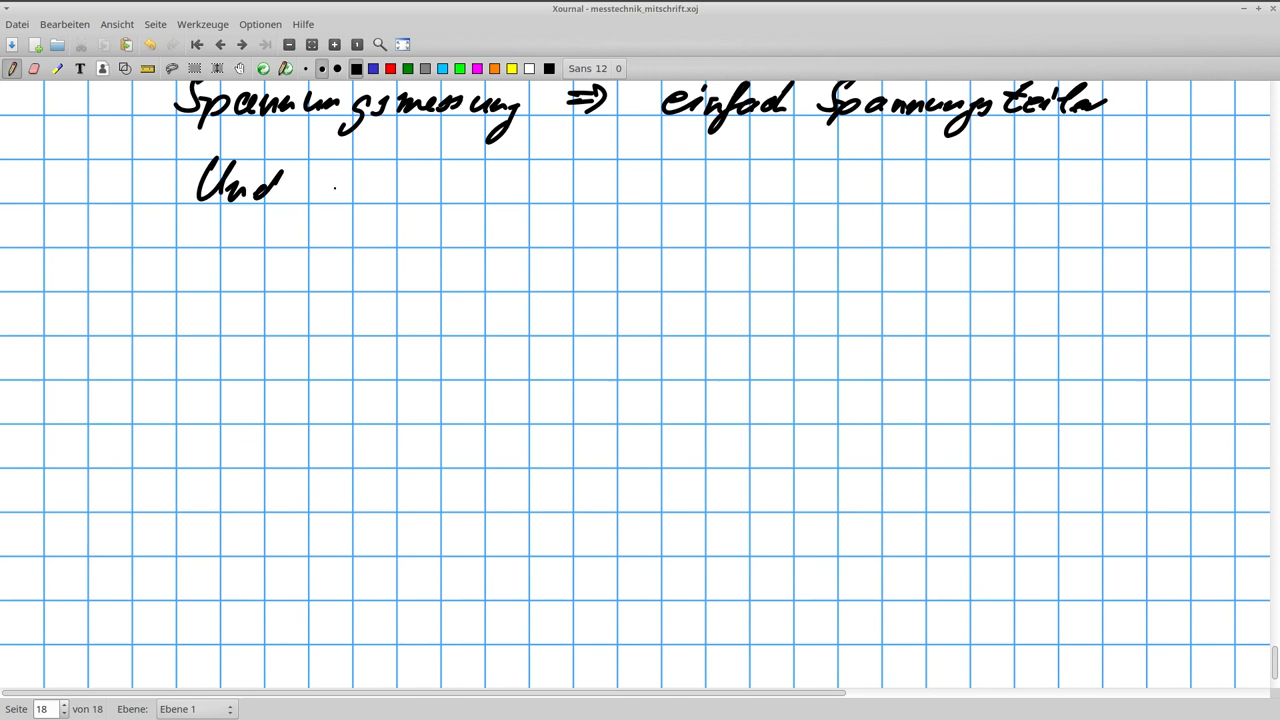 Xournal - messtechnik_mitschrift.xoj
Datei Bearbeiten Ansicht Seite Werkzeuge Optionen Hilfe
Sans 12 0
Spannungsmessung ⇒ einfach Spannungsteiler
Und
Seite 18 von 18 Ebene: Ebene 1